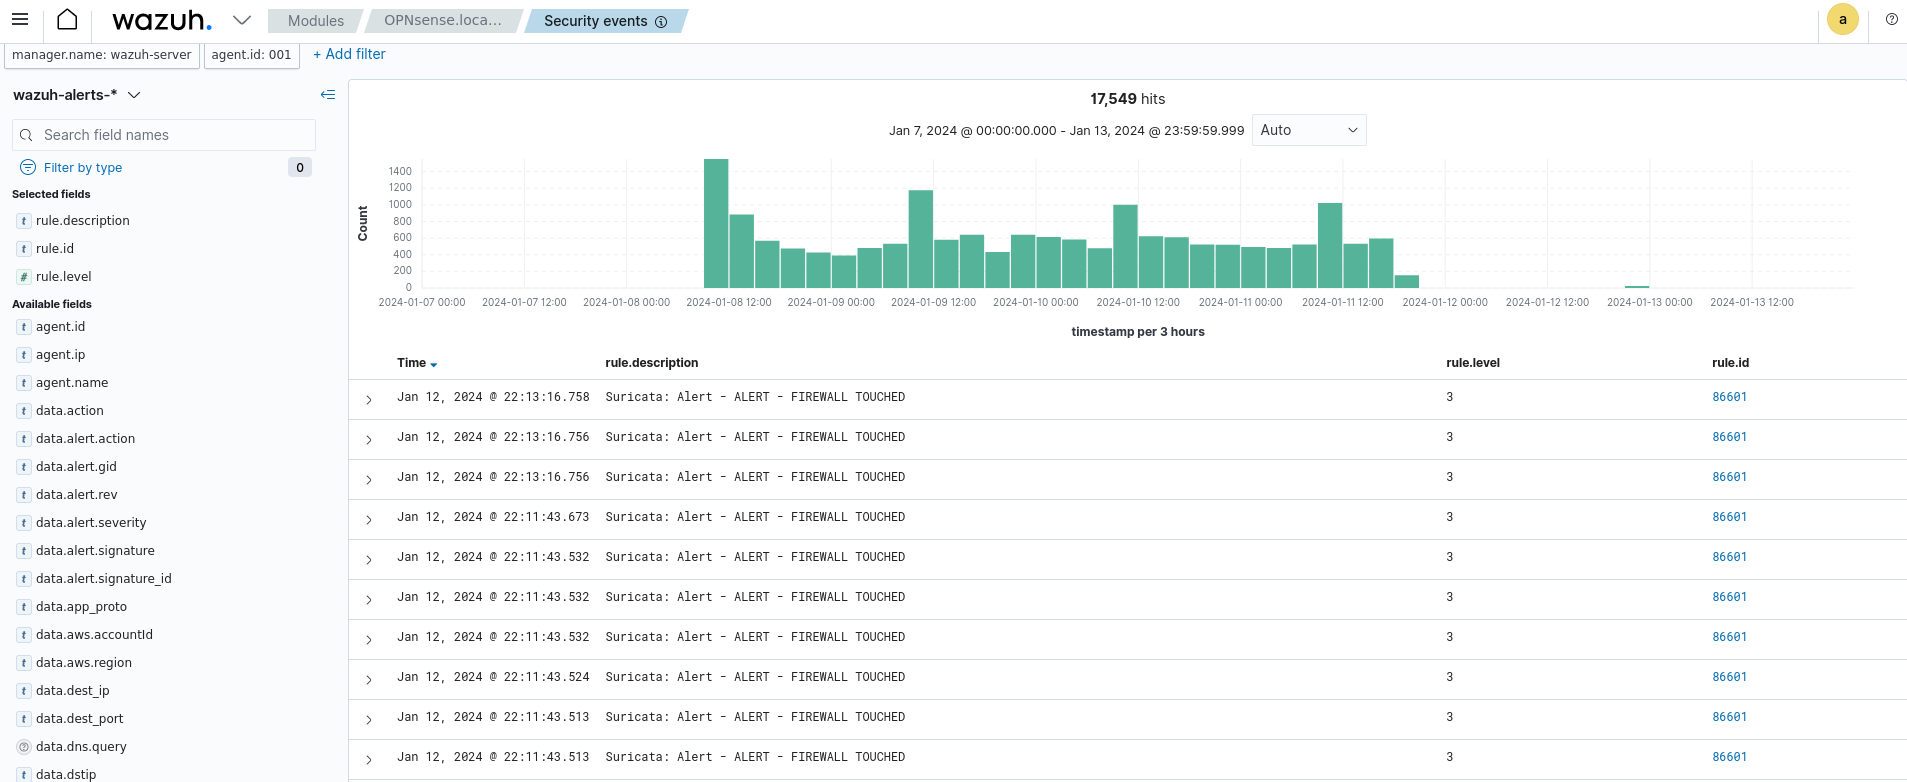 wazuh.
Modules
OPNsense.loca...
Security events
a
manager.name: wazuh-server
agent.id: 001
+ Add filter
wazuh-alerts-*
Search field names
Filter by type
0
Selected fields
t rule.description
t rule.id
# rule.level
Available fields
t agent.id
t agent.ip
t agent.name
t data.action
t data.alert.action
t data.alert.gid
t data.alert.rev
t data.alert.severity
t data.alert.signature
t data.alert.signature_id
t data.app_proto
t data.aws.accountId
t data.aws.region
t data.dest_ip
t data.dest_port
? data.dns.query
t data.dstip
17,549 hits
Jan 7, 2024 @ 00:00:00.000 - Jan 13, 2024 @ 23:59:59.999
Auto
Count
1400
1200
1000
800
600
400
200
0
2024-01-07 00:00 2024-01-07 12:00 2024-01-08 00:00 2024-01-08 12:00 2024-01-09 00:00 2024-01-09 12:00 2024-01-10 00:00 2024-01-10 12:00 2024-01-11 00:00 2024-01-11 12:00 2024-01-12 00:00 2024-01-12 12:00 2024-01-13 00:00 2024-01-13 12:00
timestamp per 3 hours
Time rule.description rule.level rule.id
Jan 12, 2024 @ 22:13:16.758 Suricata: Alert - ALERT - FIREWALL TOUCHED 3 86601
Jan 12, 2024 @ 22:13:16.756 Suricata: Alert - ALERT - FIREWALL TOUCHED 3 86601
Jan 12, 2024 @ 22:13:16.756 Suricata: Alert - ALERT - FIREWALL TOUCHED 3 86601
Jan 12, 2024 @ 22:11:43.673 Suricata: Alert - ALERT - FIREWALL TOUCHED 3 86601
Jan 12, 2024 @ 22:11:43.532 Suricata: Alert - ALERT - FIREWALL TOUCHED 3 86601
Jan 12, 2024 @ 22:11:43.532 Suricata: Alert - ALERT - FIREWALL TOUCHED 3 86601
Jan 12, 2024 @ 22:11:43.532 Suricata: Alert - ALERT - FIREWALL TOUCHED 3 86601
Jan 12, 2024 @ 22:11:43.524 Suricata: Alert - ALERT - FIREWALL TOUCHED 3 86601
Jan 12, 2024 @ 22:11:43.513 Suricata: Alert - ALERT - FIREWALL TOUCHED 3 86601
Jan 12, 2024 @ 22:11:43.513 Suricata: Alert - ALERT - FIREWALL TOUCHED 3 86601